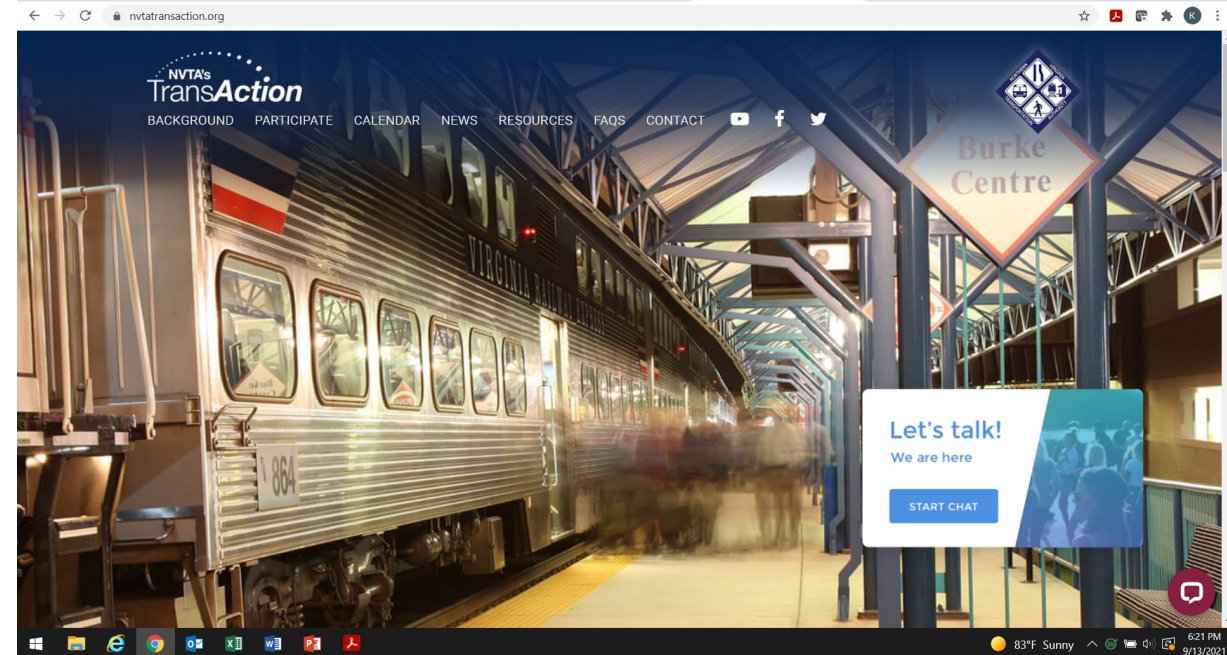 nvtatransaction.org
K
NVTA's
TransAction
BACKGROUND PARTICIPATE CALENDAR NEWS RESOURCES FAQS CONTACT
Burke
Centre
VIRGINIA RAILWAY EXPRESS
864
Let's talk!
We are here
START CHAT
83°F Sunny
6:21 PM
9/13/2021